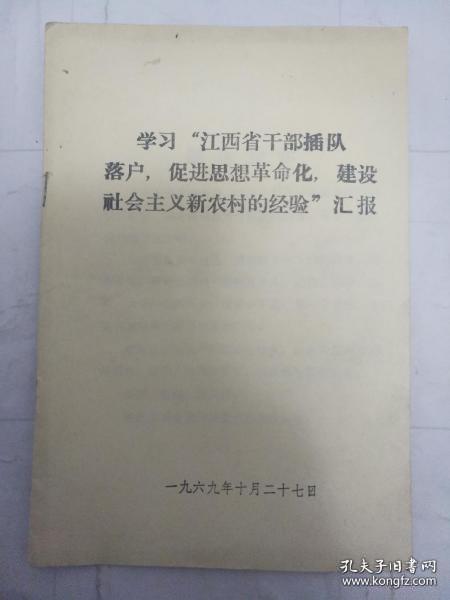 学习“江西省干部插队
落户，促进思想革命化，建设
社会主义新农村的经验”汇报
一九六九年十月二十七日
孔夫子旧书网
www.kongfz.com